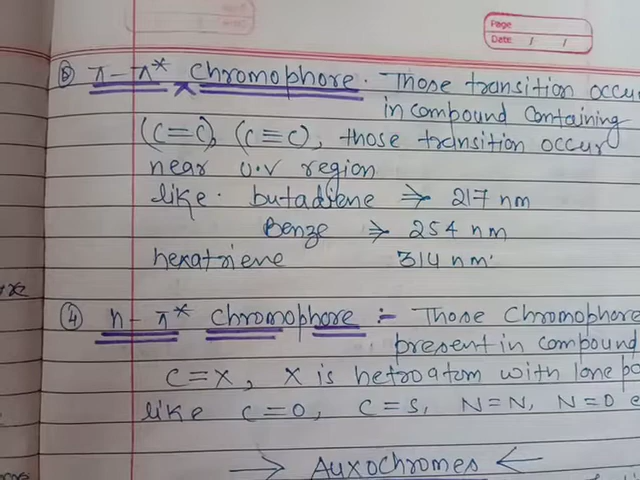 Page
Date: / /
③ π–π* Chromophore. Those transition occur
in compound containing
(C=C), (C≡C), those transition occur
near U.V region
like. butadiene ⇒ 217 nm
Benze ⇒ 254 nm
hexatriene 314 nm.
④ n–π* Chromophore :- Those Chromophore
present in compound
C=X, X is hetroatom with lone
like C=O, C=S, N=N, N=O
→ Auxochromes ←